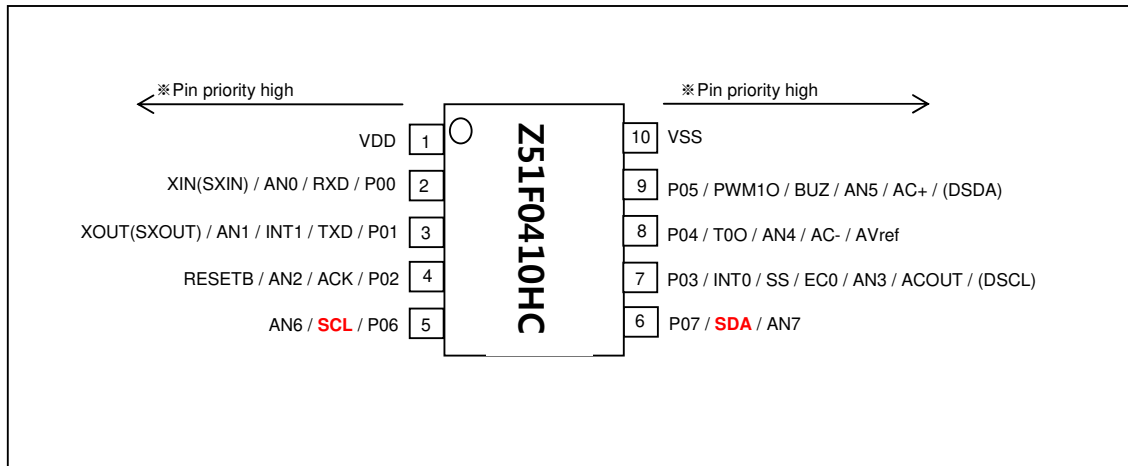 ※Pin priority high
※Pin priority high
Z51F0410HC
VDD 1
XIN(SXIN) / AN0 / RXD / P00 2
XOUT(SXOUT) / AN1 / INT1 / TXD / P01 3
RESETB / AN2 / ACK / P02 4
AN6 / SCL / P06 5
10 VSS
9 P05 / PWM1O / BUZ / AN5 / AC+ / (DSDA)
8 P04 / T0O / AN4 / AC- / AVref
7 P03 / INT0 / SS / EC0 / AN3 / ACOUT / (DSCL)
6 P07 / SDA / AN7